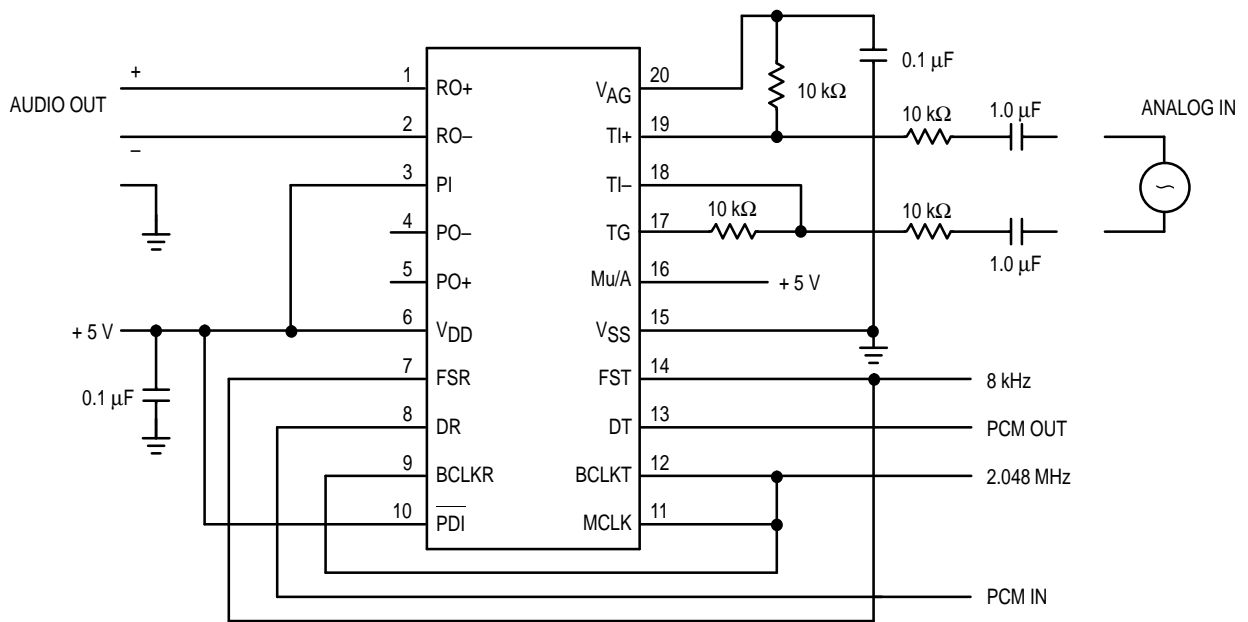 AUDIO OUT
+
–
+ 5 V
0.1 µF
1 RO+
2 RO–
3 PI
4 PO–
5 PO+
6 VDD
7 FSR
8 DR
9 BCLKR
10 PDI
VAG 20
TI+ 19
TI– 18
TG 17
Mu/A 16
VSS 15
FST 14
DT 13
BCLKT 12
MCLK 11
0.1 µF
10 kΩ
10 kΩ
1.0 µF
ANALOG IN
10 kΩ
10 kΩ
1.0 µF
+ 5 V
8 kHz
PCM OUT
2.048 MHz
PCM IN